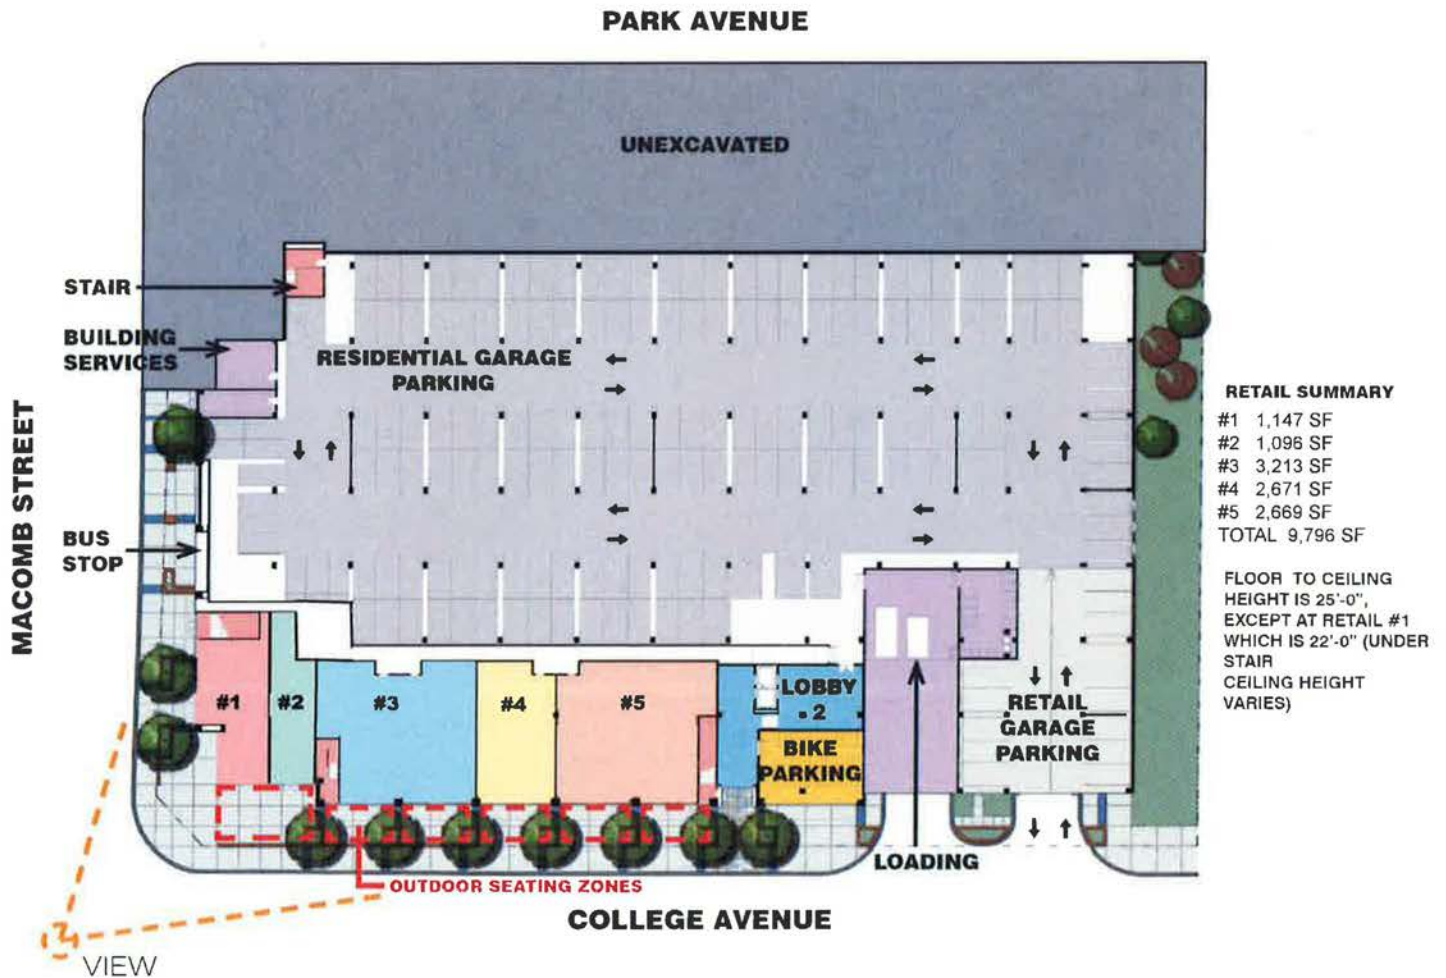 PARK AVENUE
UNEXCAVATED
STAIR
BUILDING
SERVICES
RESIDENTIAL GARAGE
PARKING
MACOMB STREET
BUS
STOP
RETAIL SUMMARY
#1 1,147 SF
#2 1,096 SF
#3 3,213 SF
#4 2,671 SF
#5 2,669 SF
TOTAL 9,796 SF
FLOOR TO CEILING
HEIGHT IS 25'-0",
EXCEPT AT RETAIL #1
WHICH IS 22'-0" (UNDER
STAIR
CEILING HEIGHT
VARIES)
#1
#2
#3
#4
#5
LOBBY
2
BIKE
PARKING
RETAIL
GARAGE
PARKING
LOADING
OUTDOOR SEATING ZONES
COLLEGE AVENUE
VIEW